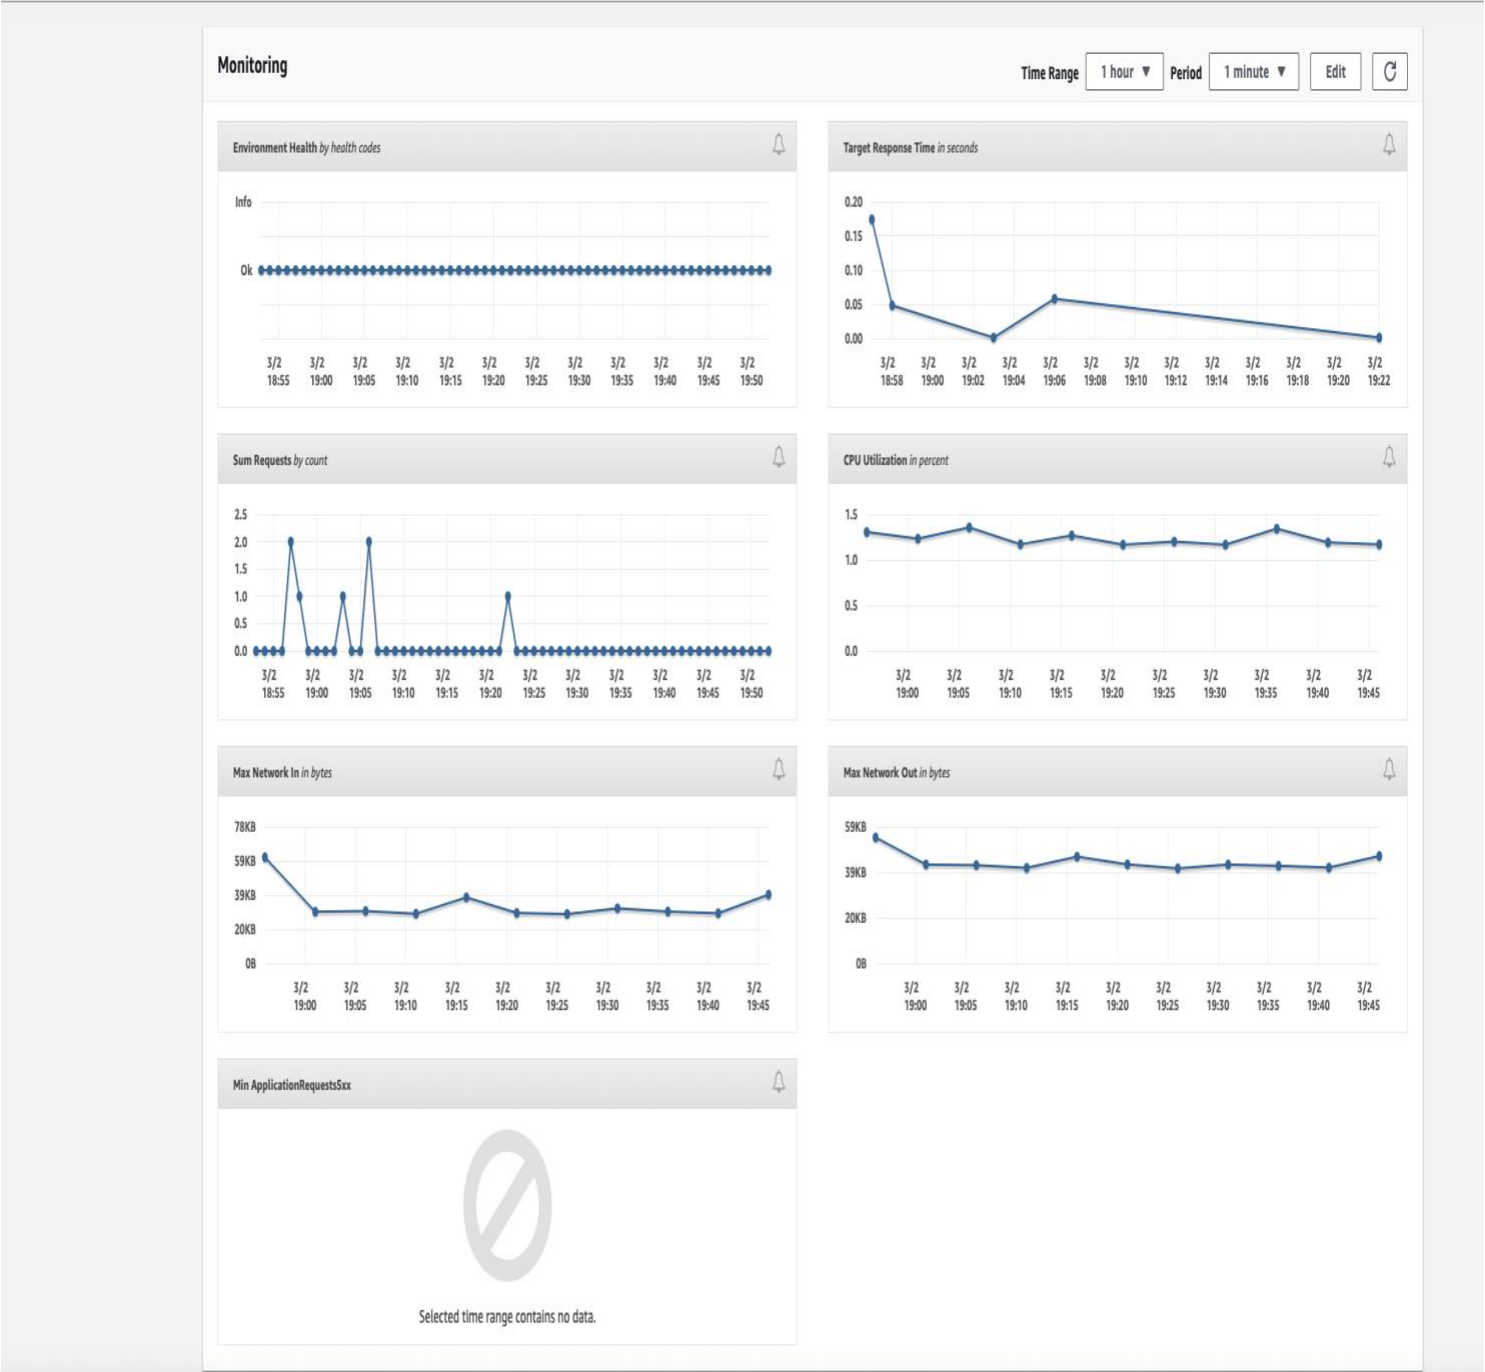 Monitoring
Time Range 1 hour ▼ Period 1 minute ▼ Edit
Environment Health by health codes
Info
Ok
3/2 3/2 3/2 3/2 3/2 3/2 3/2 3/2 3/2 3/2 3/2 3/2
18:55 19:00 19:05 19:10 19:15 19:20 19:25 19:30 19:35 19:40 19:45 19:50
Target Response Time in seconds
0.20
0.15
0.10
0.05
0.00
3/2 3/2 3/2 3/2 3/2 3/2 3/2 3/2 3/2 3/2 3/2 3/2 3/2
18:58 19:00 19:02 19:04 19:06 19:08 19:10 19:12 19:14 19:16 19:18 19:20 19:22
Sum Requests by count
2.5
2.0
1.5
1.0
0.5
0.0
3/2 3/2 3/2 3/2 3/2 3/2 3/2 3/2 3/2 3/2 3/2 3/2
18:55 19:00 19:05 19:10 19:15 19:20 19:25 19:30 19:35 19:40 19:45 19:50
CPU Utilization in percent
1.5
1.0
0.5
0.0
3/2 3/2 3/2 3/2 3/2 3/2 3/2 3/2 3/2 3/2
19:00 19:05 19:10 19:15 19:20 19:25 19:30 19:35 19:40 19:45
Max Network In in bytes
78KB
59KB
39KB
20KB
0B
3/2 3/2 3/2 3/2 3/2 3/2 3/2 3/2 3/2 3/2
19:00 19:05 19:10 19:15 19:20 19:25 19:30 19:35 19:40 19:45
Max Network Out in bytes
59KB
39KB
20KB
0B
3/2 3/2 3/2 3/2 3/2 3/2 3/2 3/2 3/2 3/2
19:00 19:05 19:10 19:15 19:20 19:25 19:30 19:35 19:40 19:45
Min ApplicationRequests5xx
Selected time range contains no data.